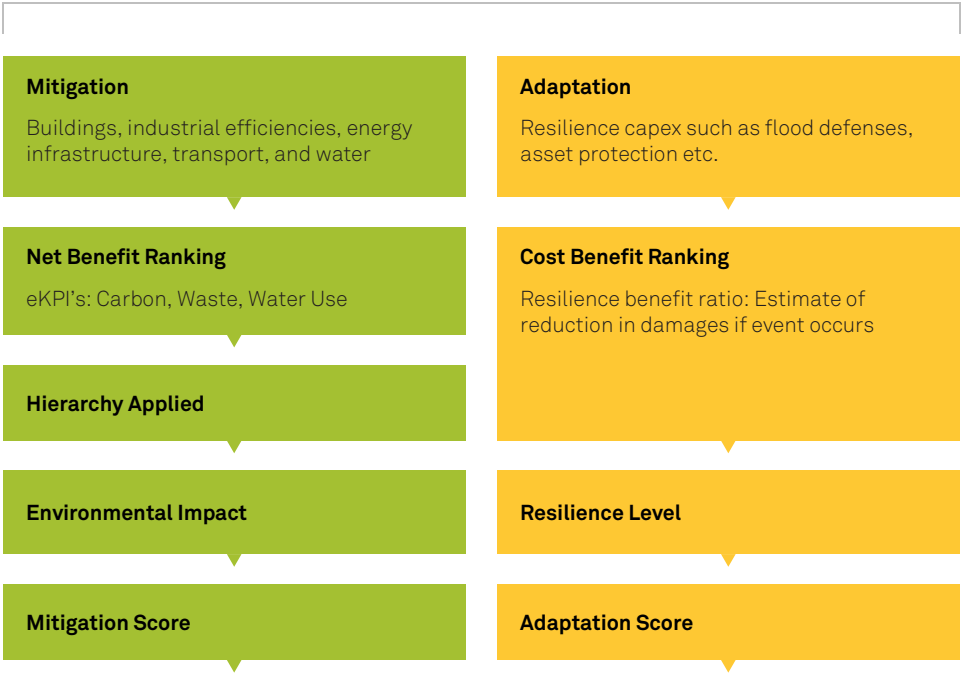 Mitigation
Buildings, industrial efficiencies, energy
infrastructure, transport, and water
Net Benefit Ranking
eKPI's: Carbon, Waste, Water Use
Hierarchy Applied
Environmental Impact
Mitigation Score
Adaptation
Resilience capex such as flood defenses,
asset protection etc.
Cost Benefit Ranking
Resilience benefit ratio: Estimate of
reduction in damages if event occurs
Resilience Level
Adaptation Score